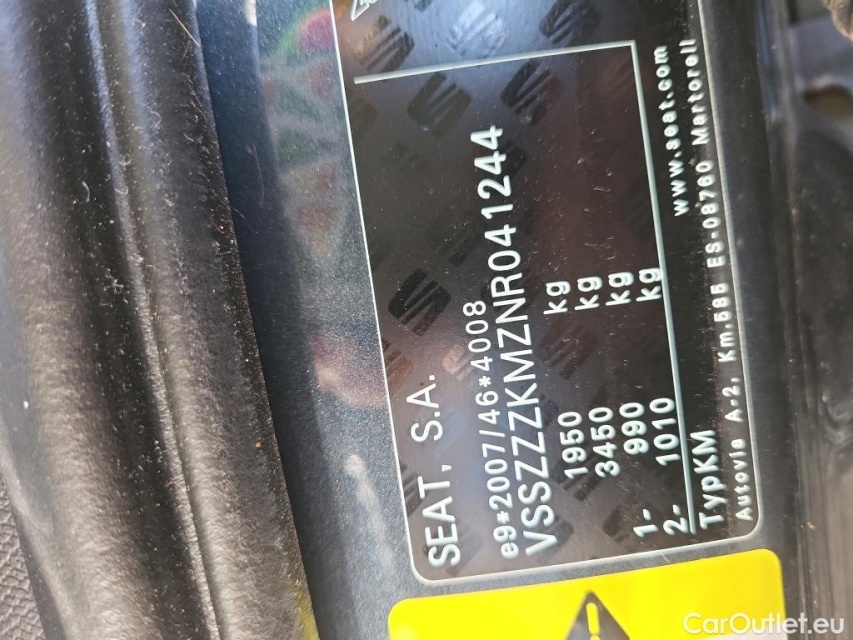 SEAT, S.A.
e9*2007/46*4008
VSSZZZKMZNR041244
1950 kg
3450 kg
1- 990 kg
2- 1010 kg
TypKM www.seat.com
Autovia A-2, Km.585 ES-08760 Martorell
CarOutlet.eu